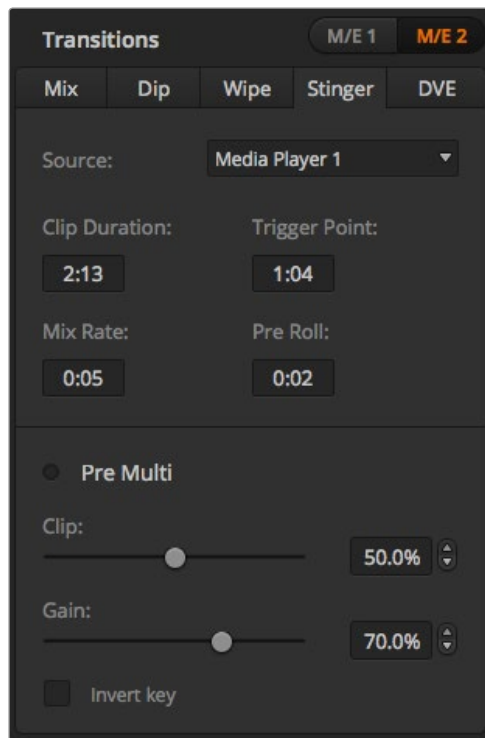 Transitions M/E 1 M/E 2
Mix Dip Wipe Stinger DVE
Source: Media Player 1
Clip Duration: Trigger Point:
2:13 1:04
Mix Rate: Pre Roll:
0:05 0:02
Pre Multi
Clip:
50.0%
Gain:
70.0%
Invert key